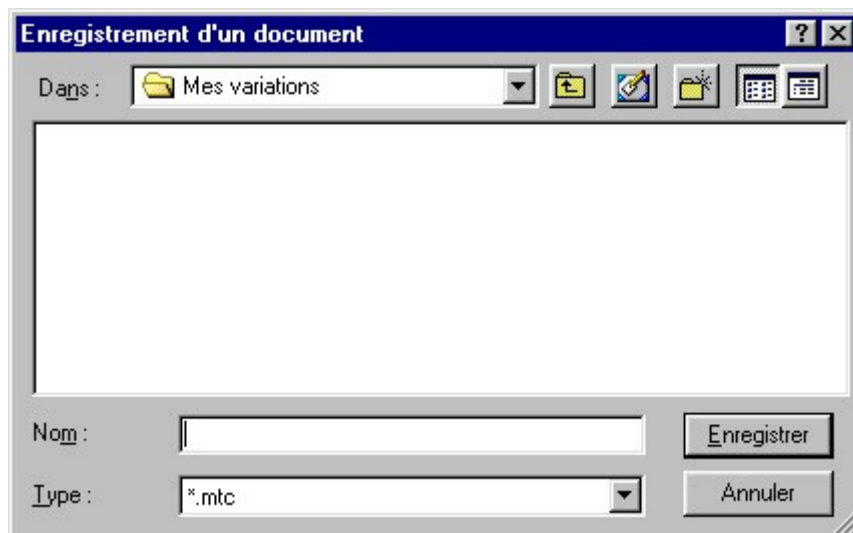 Enregistrement d'un document
Dans :
Mes variations
Nom :
Enregistrer
Type :
*.mtc
Annuler